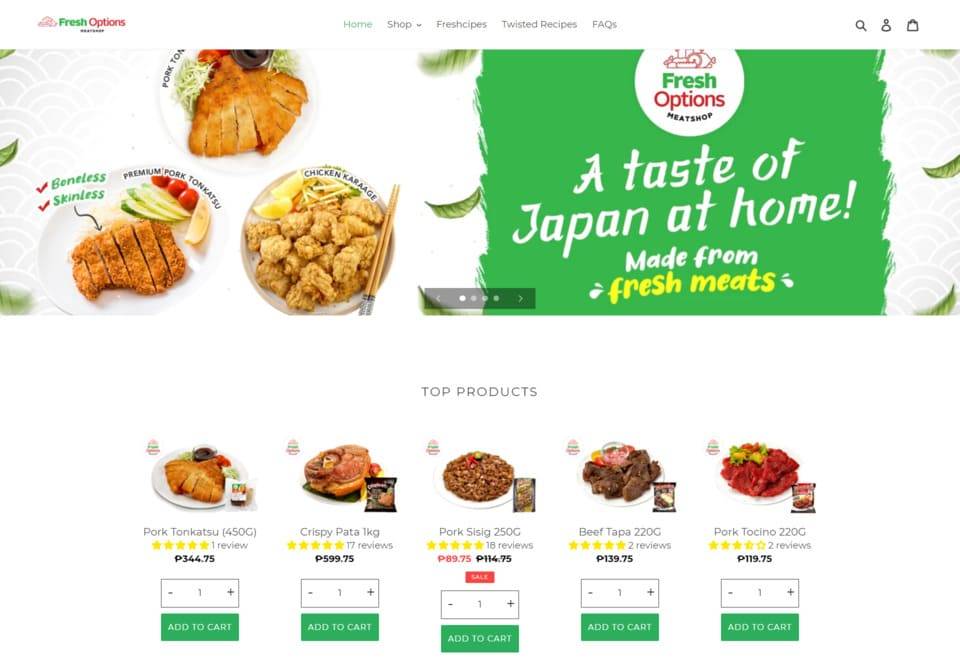 Fresh Options
MEATSHOP
Home
Shop
Freshcipes
Twisted Recipes
FAQs
PORK TON
Boneless
Skinless
PREMIUM PORK TONKATSU
CHICKEN KARAAGE
Fresh
Options
MEATSHOP
A taste of
Japan at home!
Made from
fresh meats
TOP PRODUCTS
Pork Tonkatsu (450G)
1 review
₱344.75
- 1 +
ADD TO CART
Crispy Pata 1kg
17 reviews
₱599.75
- 1 +
ADD TO CART
Pork Sisig 250G
18 reviews
₱89.75 ₱114.75
SALE
- 1 +
ADD TO CART
Beef Tapa 220G
2 reviews
₱139.75
- 1 +
ADD TO CART
Pork Tocino 220G
2 reviews
₱119.75
- 1 +
ADD TO CART